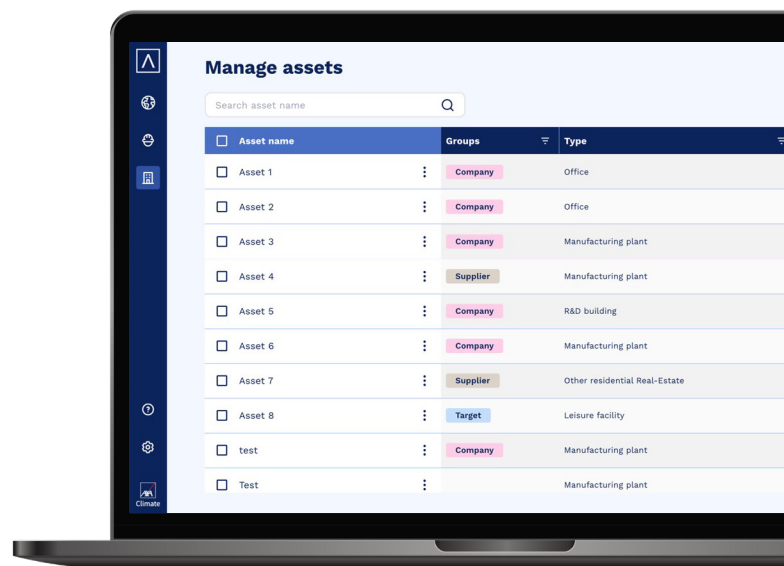 Manage assets
Search asset name
Asset name Groups Type
Asset 1 Company Office
Asset 2 Company Office
Asset 3 Company Manufacturing plant
Asset 4 Supplier Manufacturing plant
Asset 5 Company R&D building
Asset 6 Company Manufacturing plant
Asset 7 Supplier Other residential Real-Estate
Asset 8 Target Leisure facility
test Company Manufacturing plant
Test Manufacturing plant
AXA
Climate